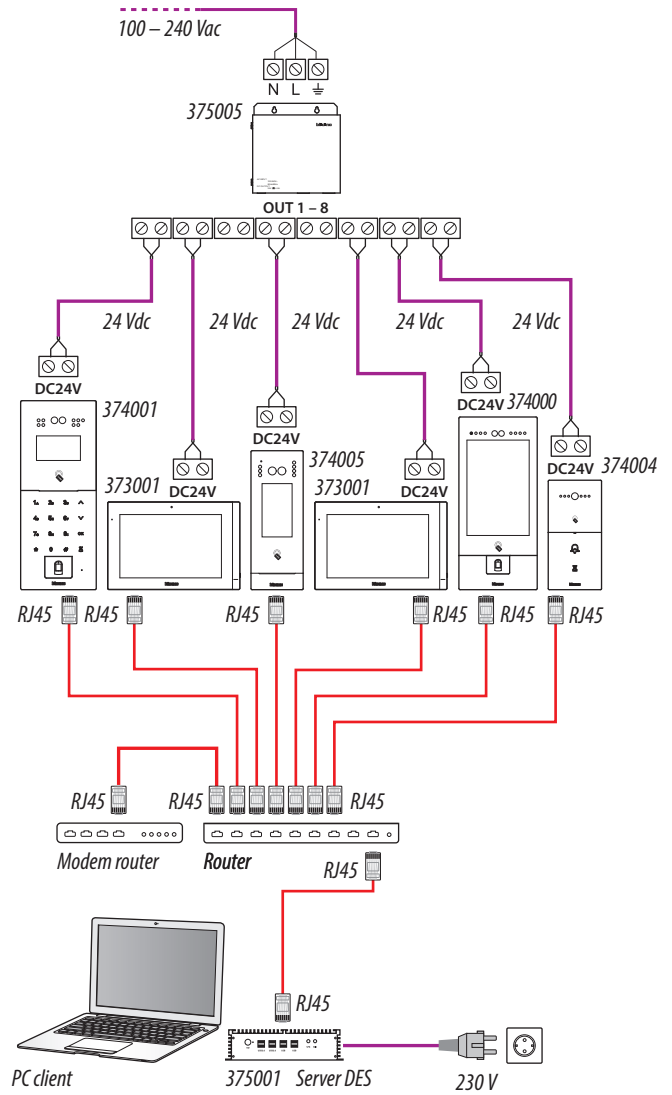 100 – 240 Vac
N L
375005
OUT 1 – 8
24 Vdc 24 Vdc 24 Vdc 24 Vdc 24 Vdc
DC24V
374001
DC24V
374000
DC24V
374005
DC24V
374004
373001
DC24V
373001
DC24V
RJ45 RJ45 RJ45 RJ45 RJ45 RJ45
RJ45 RJ45 RJ45
Modem router
Router
RJ45
RJ45
PC client
375001 Server DES
230 V